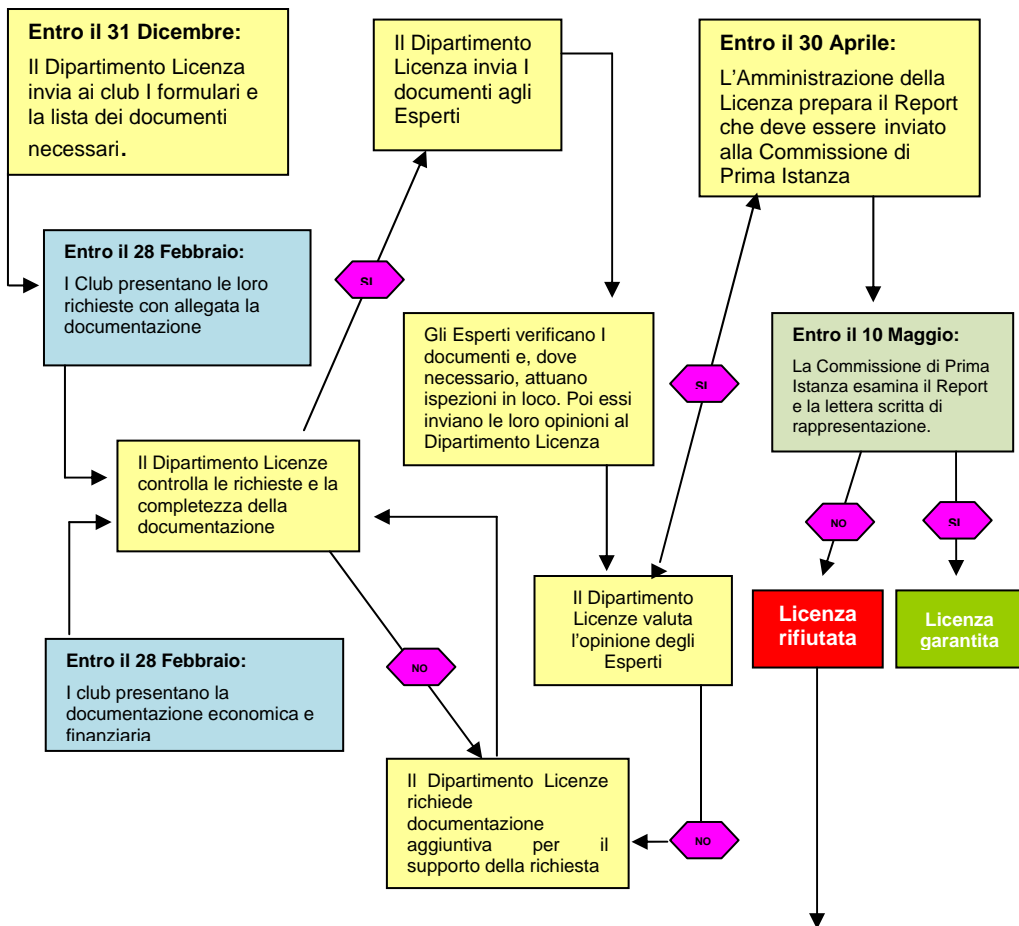 Entro il 31 Dicembre:
Il Dipartimento Licenza
invia ai club I formulari e
la lista dei documenti
necessari.
Il Dipartimento
Licenza invia I
documenti agli
Esperti
Entro il 30 Aprile:
L'Amministrazione della
Licenza prepara il Report
che deve essere inviato
alla Commissione di
Prima Istanza
Entro il 28 Febbraio:
I Club presentano le loro
richieste con allegata la
documentazione
SI
Gli Esperti verificano I
documenti e, dove
necessario, attuano
ispezioni in loco. Poi essi
inviano le loro opinioni al
Dipartimento Licenza
SI
Entro il 10 Maggio:
La Commissione di Prima
Istanza esamina il Report
e la lettera scritta di
rappresentazione.
Il Dipartimento Licenze
controlla le richieste e la
completezza della
documentazione
NO
SI
Il Dipartimento
Licenze valuta
l'opinione degli
Esperti
Licenza
rifiutata
Licenza
garantita
Entro il 28 Febbraio:
I club presentano la
documentazione economica e
finanziaria
NO
Il Dipartimento Licenze
richiede
documentazione
aggiuntiva per il
supporto della richiesta
NO